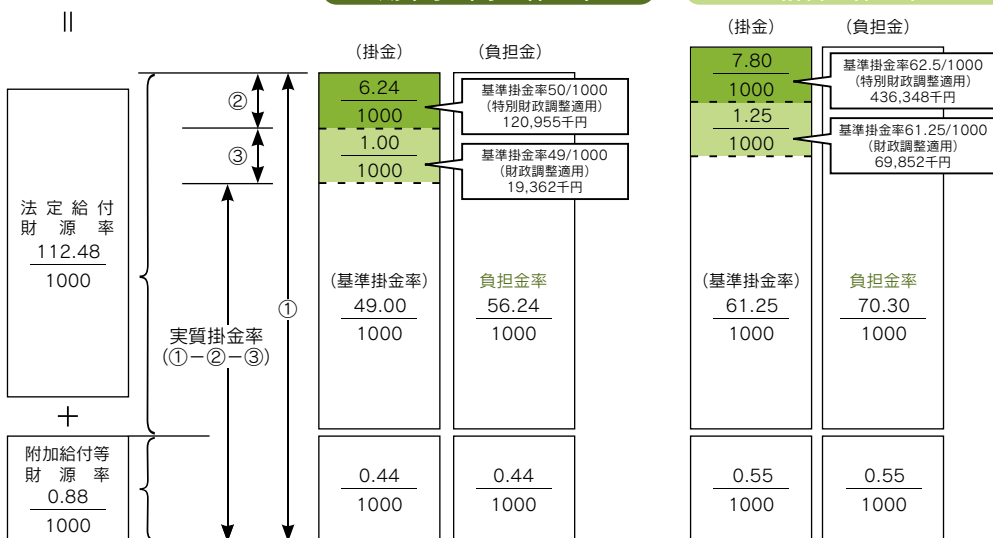 ||
(掛金)
(負担金)
(掛金)
(負担金)
②
③
①
実質掛金率
(①−②−③)
法定給付
財源率
112.48
1000
+
附加給付等
財源率
0.88
1000
6.24
1000
1.00
1000
基準掛金率50/1000
(特別財政調整適用)
120,955千円
基準掛金率49/1000
(財政調整適用)
19,362千円
(基準掛金率)
49.00
1000
負担金率
56.24
1000
0.44
1000
0.44
1000
7.80
1000
1.25
1000
基準掛金率62.5/1000
(特別財政調整適用)
436,348千円
基準掛金率61.25/1000
(財政調整適用)
69,852千円
(基準掛金率)
61.25
1000
負担金率
70.30
1000
0.55
1000
0.55
1000